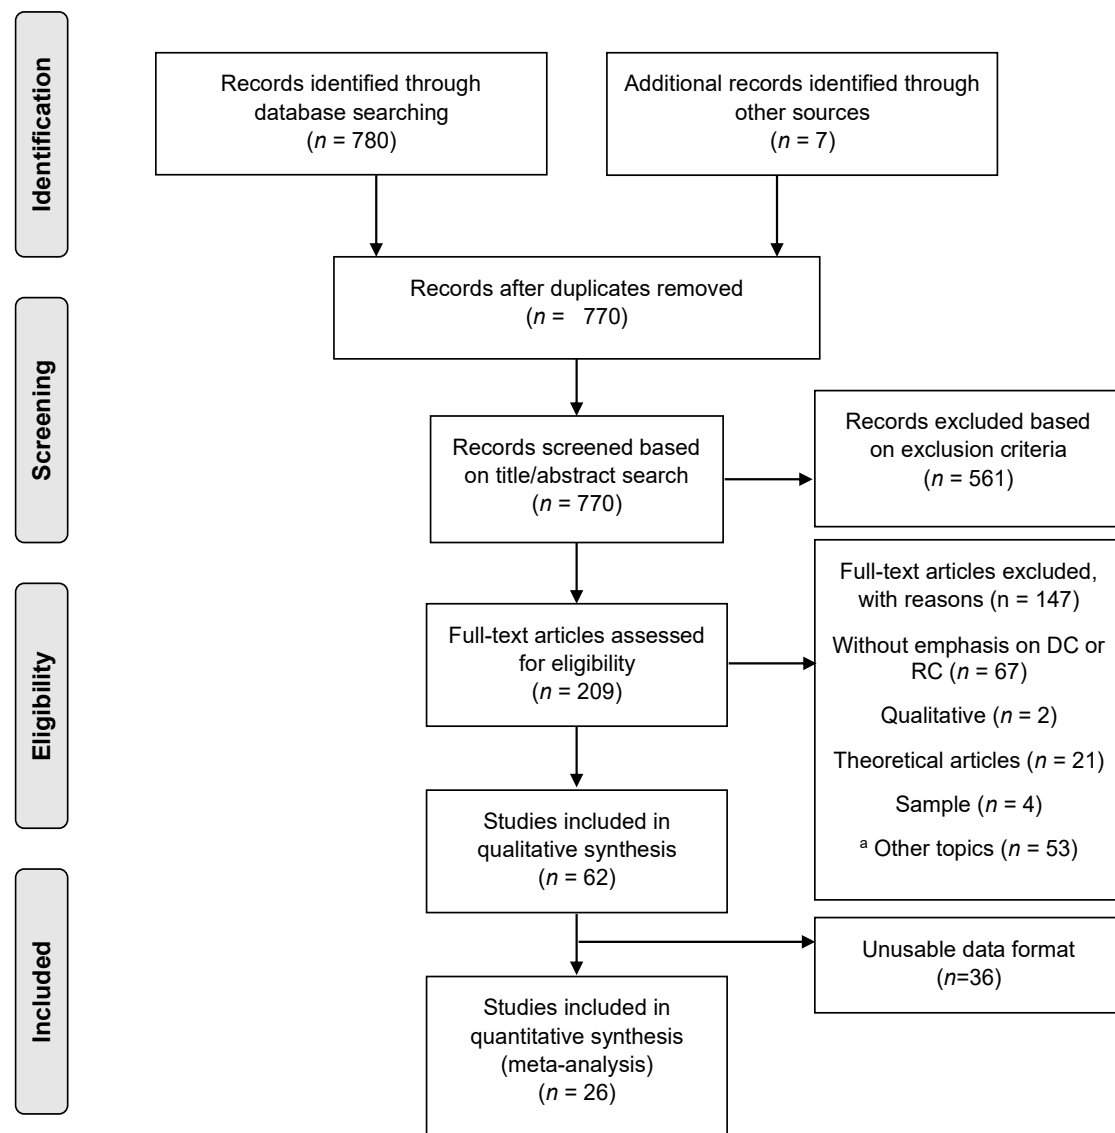 Identification
Records identified through
database searching
(n = 780)
Additional records identified through
other sources
(n = 7)
Records after duplicates removed
(n = 770)
Screening
Records screened based
on title/abstract search
(n = 770)
Records excluded based
on exclusion criteria
(n = 561)
Eligibility
Full-text articles assessed
for eligibility
(n = 209)
Full-text articles excluded,
with reasons (n = 147)
Without emphasis on DC or
RC (n = 67)
Qualitative (n = 2)
Theoretical articles (n = 21)
Sample (n = 4)
a Other topics (n = 53)
Studies included in
qualitative synthesis
(n = 62)
Included
Unusable data format
(n=36)
Studies included in
quantitative synthesis
(meta-analysis)
(n = 26)